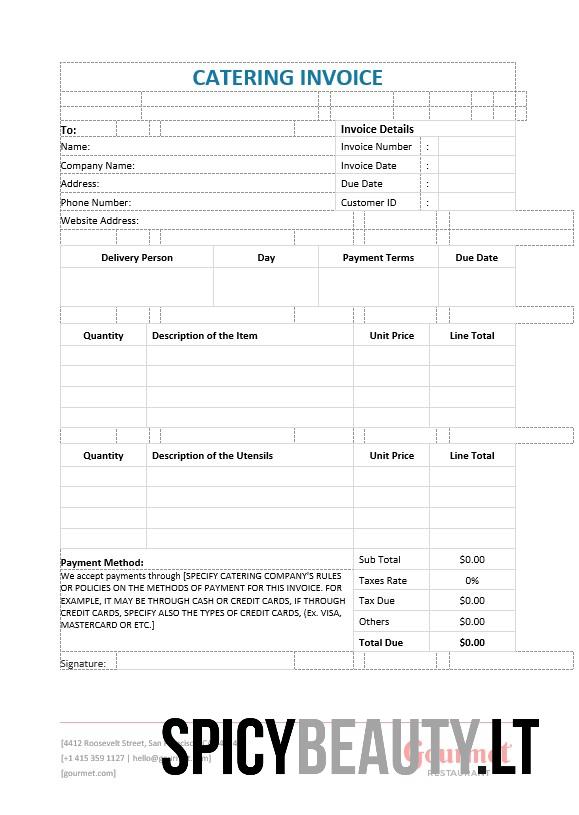 CATERING INVOICE
To:
Invoice Details
Name:
Invoice Number :
Company Name:
Invoice Date :
Address:
Due Date :
Phone Number:
Customer ID :
Website Address:
Delivery Person Day Payment Terms Due Date
Quantity Description of the Item Unit Price Line Total
Quantity Description of the Utensils Unit Price Line Total
Payment Method:
We accept payments through [SPECIFY CATERING COMPANY'S RULES
OR POLICIES ON THE METHODS OF PAYMENT FOR THIS INVOICE. FOR
EXAMPLE, IT MAY BE THROUGH CASH OR CREDIT CARDS, IF THROUGH
CREDIT CARDS, SPECIFY ALSO THE TYPES OF CREDIT CARDS, (Ex. VISA,
MASTERCARD OR ETC.]
Sub Total $0.00
Taxes Rate 0%
Tax Due $0.00
Others $0.00
Total Due $0.00
Signature:
[4412 Roosevelt Street, San
[+1 415 359 1127 | hello@gourmet.com]
[gourmet.com]
Gourmet
RESTAURANT
SPICYBEAUTY.LT